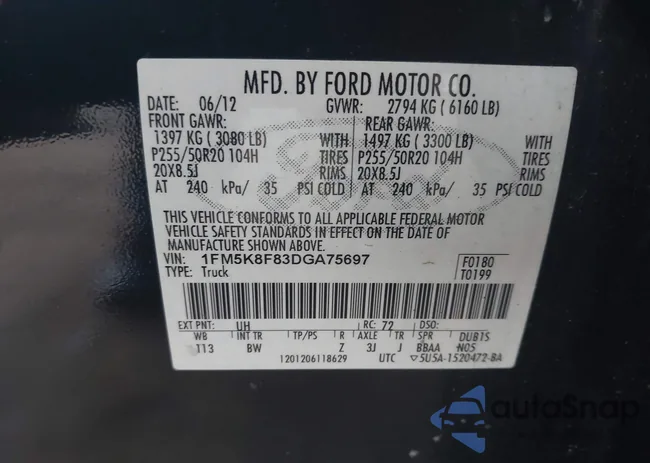 MFD. BY FORD MOTOR CO.
DATE: 06/12 GVWR: 2794 KG ( 6160 LB)
FRONT GAWR: REAR GAWR:
1397 KG ( 3080 LB) WITH 1497 KG ( 3300 LB) WITH
P255/50R20 104H TIRES P255/50R20 104H TIRES
20X8.5J RIMS 20X8.5J RIMS
AT 240 kPa/ 35 PSI COLD AT 240 kPa/ 35 PSI COLD
THIS VEHICLE CONFORMS TO ALL APPLICABLE FEDERAL MOTOR
VEHICLE SAFETY STANDARDS IN EFFECT ON THE DATE OF
MANUFACTURE SHOWN ABOVE.
VIN: 1FM5K8F83DGA75697 F0180
TYPE: Truck T0199
EXT PNT: UH RC: 72 DSO:
WB INT TR TP/PS R AXLE TR SPR DUB1S
113 BW Z 3J J BBAA N05
1201206118629 UTC 5U5A-1520472-BA
autoSnap